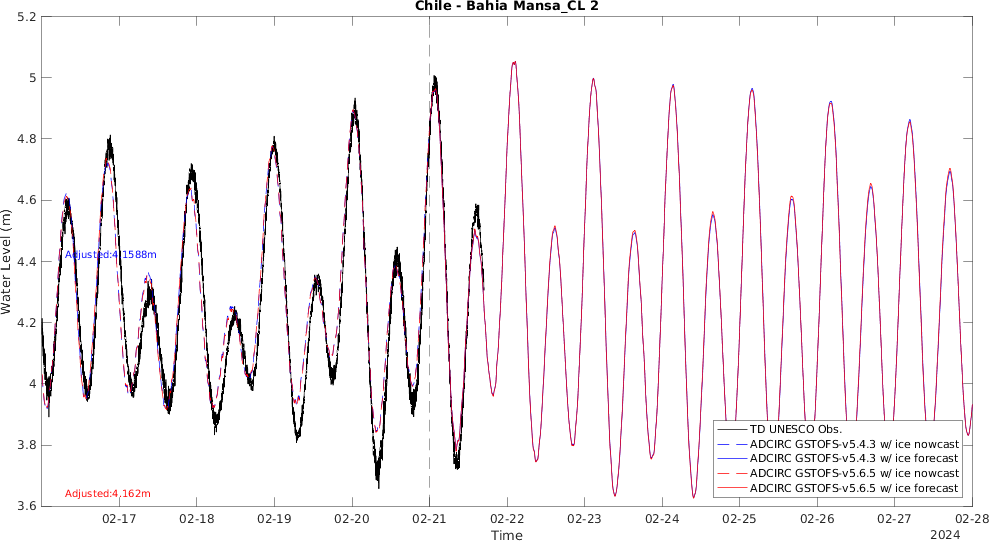 Chile - Bahia Mansa_CL 2
Water Level (m)
5.2
5
4.8
4.6
4.4
4.2
4
3.8
3.6
Adjusted:4.1588m
Adjusted:4.162m
TD UNESCO Obs.
ADCIRC GSTOFS-v5.4.3 w/ ice nowcast
ADCIRC GSTOFS-v5.4.3 w/ ice forecast
ADCIRC GSTOFS-v5.6.5 w/ ice nowcast
ADCIRC GSTOFS-v5.6.5 w/ ice forecast
02-17 02-18 02-19 02-20 02-21 02-22 02-23 02-24 02-25 02-26 02-27 02-28
Time
2024